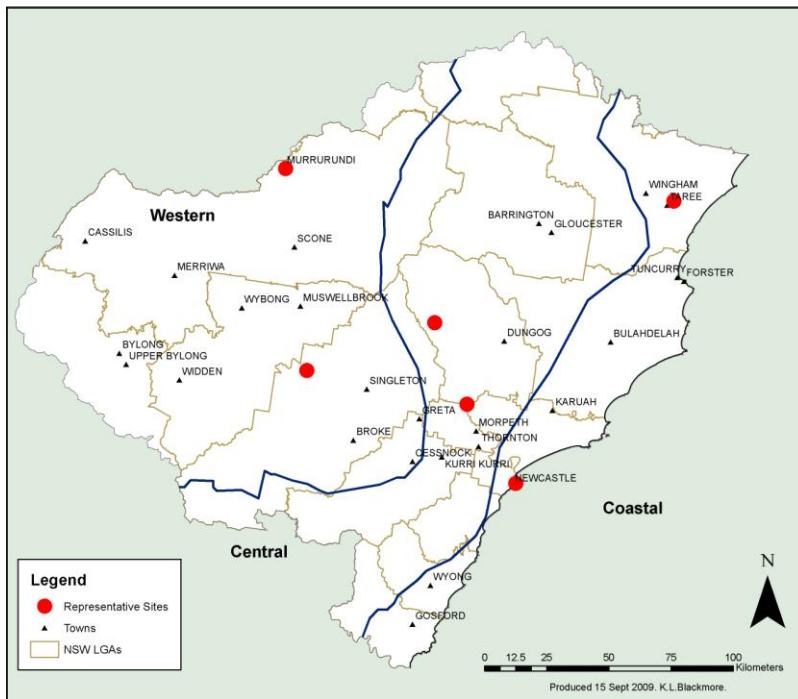 MURRURUNDI
Western
CASSILIS
SCONE
MERRIWA
WYBONG
MUSWELLBROOK
BYLONG
UPPER BYLONG
WIDDEN
SINGLETON
BROKE
GRETA
CESSNOCK
KURRI KURRI
MORPETH
THORNTON
DUNGOG
BARRINGTON
GLOUCESTER
WINGHAM
TAREE
TUNCURRY
FORSTER
BULAHDELAH
KARUAH
NEWCASTLE
Coastal
Central
WYONG
GOSFORD
Legend
Representative Sites
Towns
NSW LGAs
N
0 12.5 25 50 75 100
Kilometers
Produced 15 Sept 2009. K.L.Blackmore.